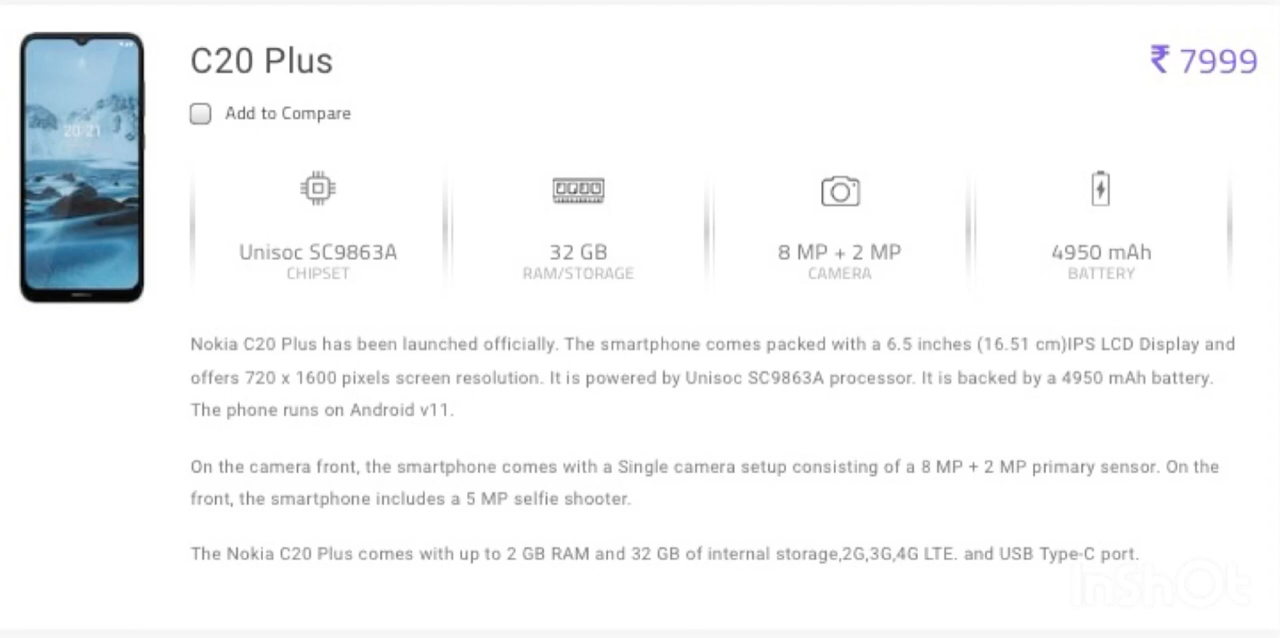 C20 Plus
₹ 7999
Add to Compare
20:21
Unisoc SC9863A
CHIPSET
32 GB
RAM/STORAGE
8 MP + 2 MP
CAMERA
4950 mAh
BATTERY
Nokia C20 Plus has been launched officially. The smartphone comes packed with a 6.5 inches (16.51 cm)IPS LCD Display and
offers 720 x 1600 pixels screen resolution. It is powered by Unisoc SC9863A processor. It is backed by a 4950 mAh battery.
The phone runs on Android v11.
On the camera front, the smartphone comes with a Single camera setup consisting of a 8 MP + 2 MP primary sensor. On the
front, the smartphone includes a 5 MP selfie shooter.
The Nokia C20 Plus comes with up to 2 GB RAM and 32 GB of internal storage,2G,3G,4G LTE. and USB Type-C port.
InShOt